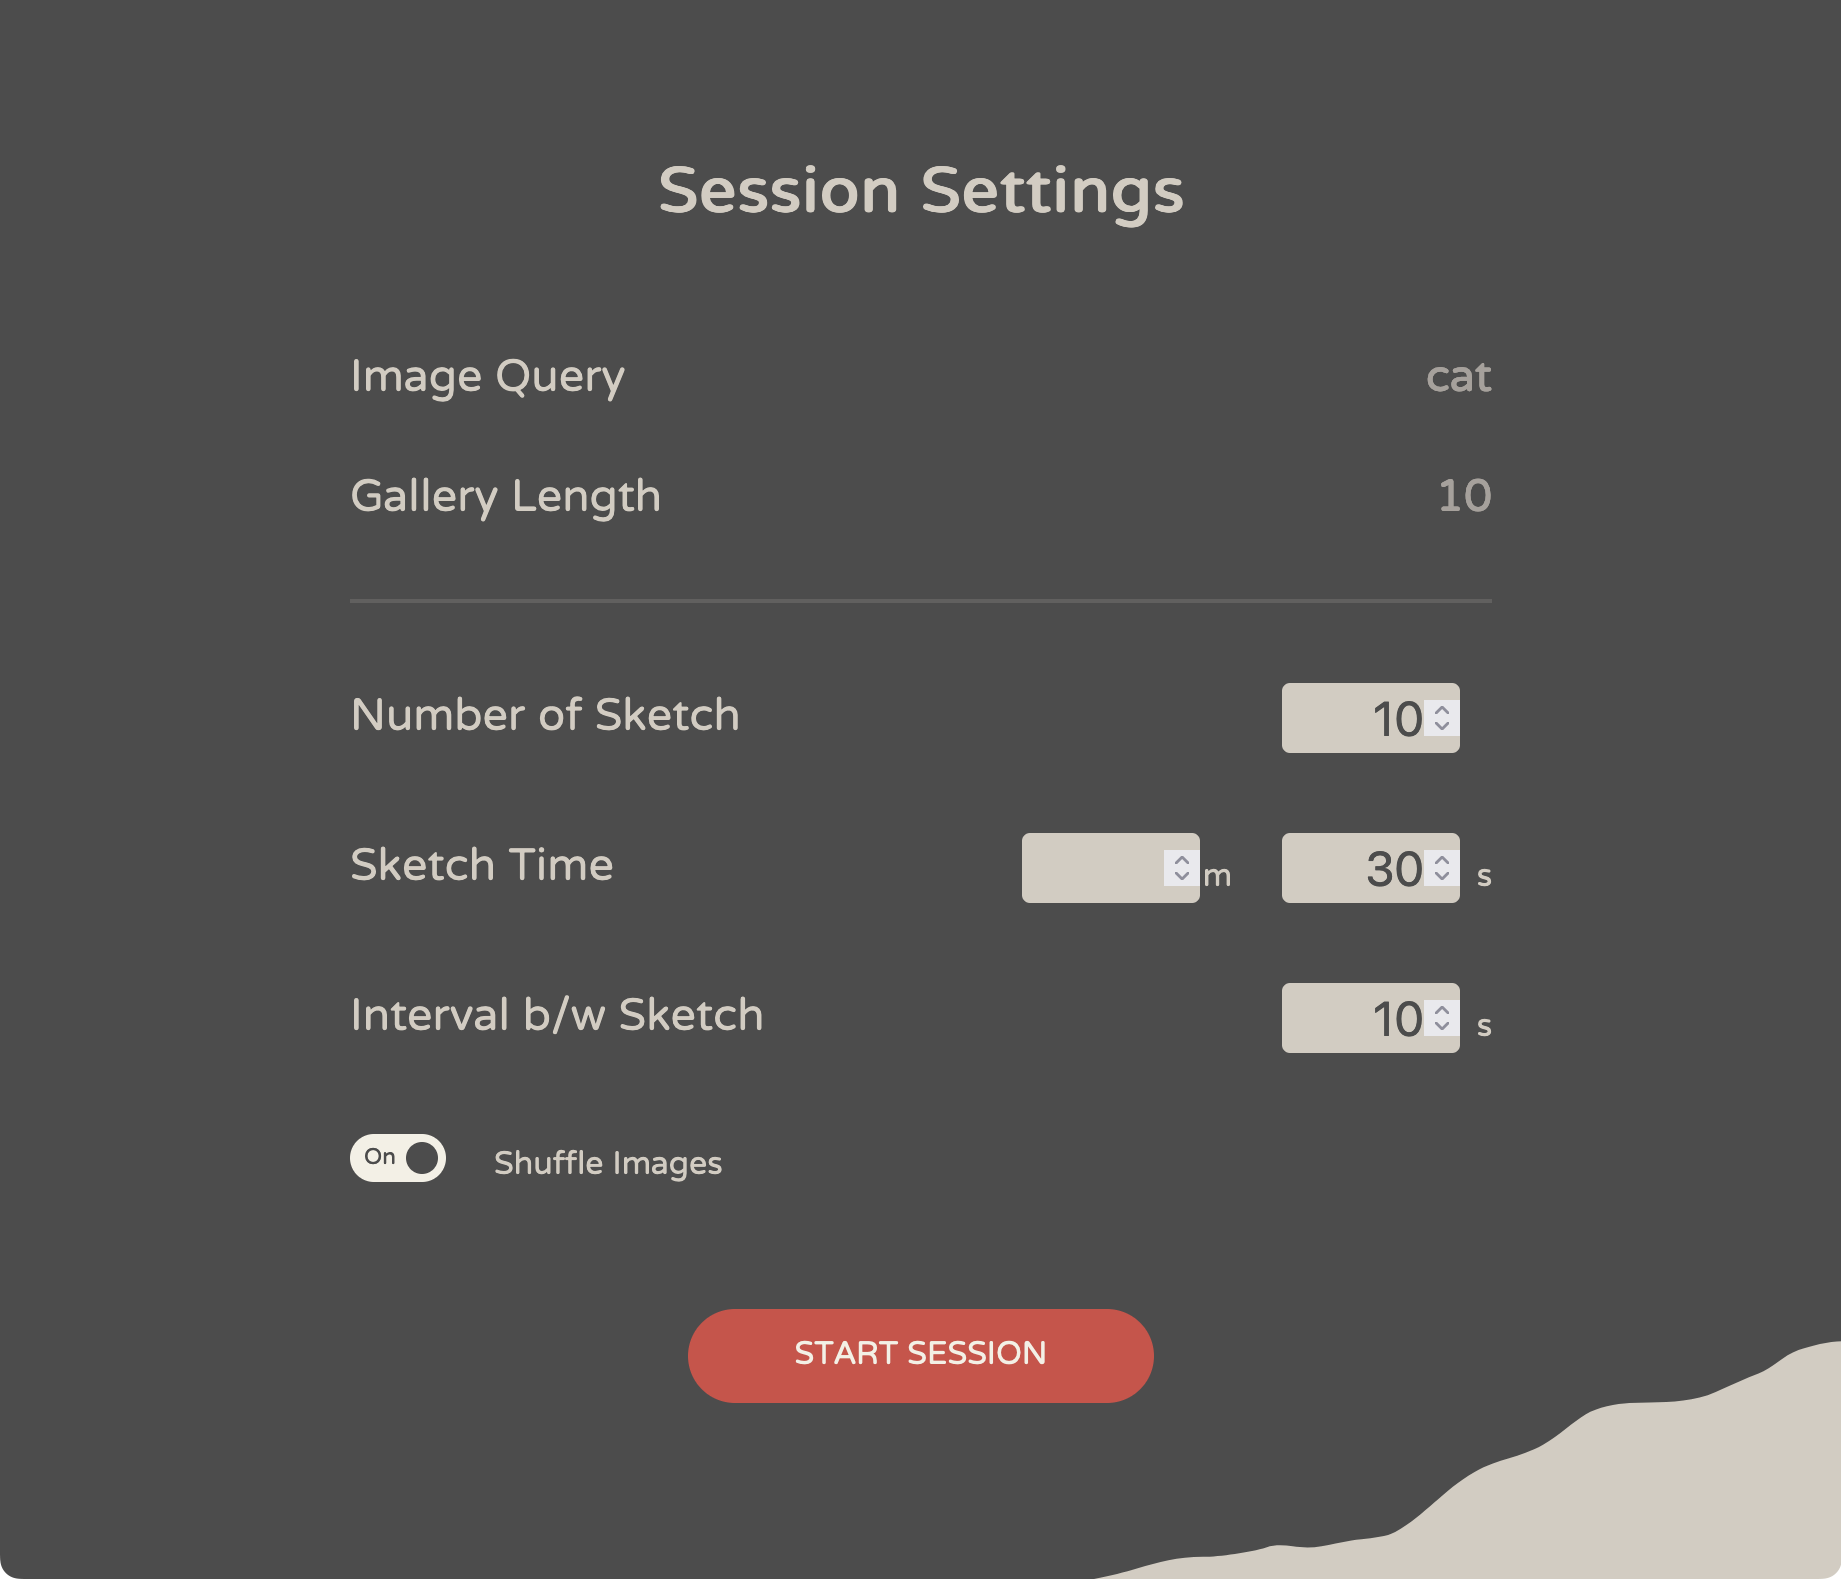 Session Settings
Image Query cat
Gallery Length 10
Number of Sketch 10
Sketch Time m 30 s
Interval b/w Sketch 10 s
On Shuffle Images
START SESSION